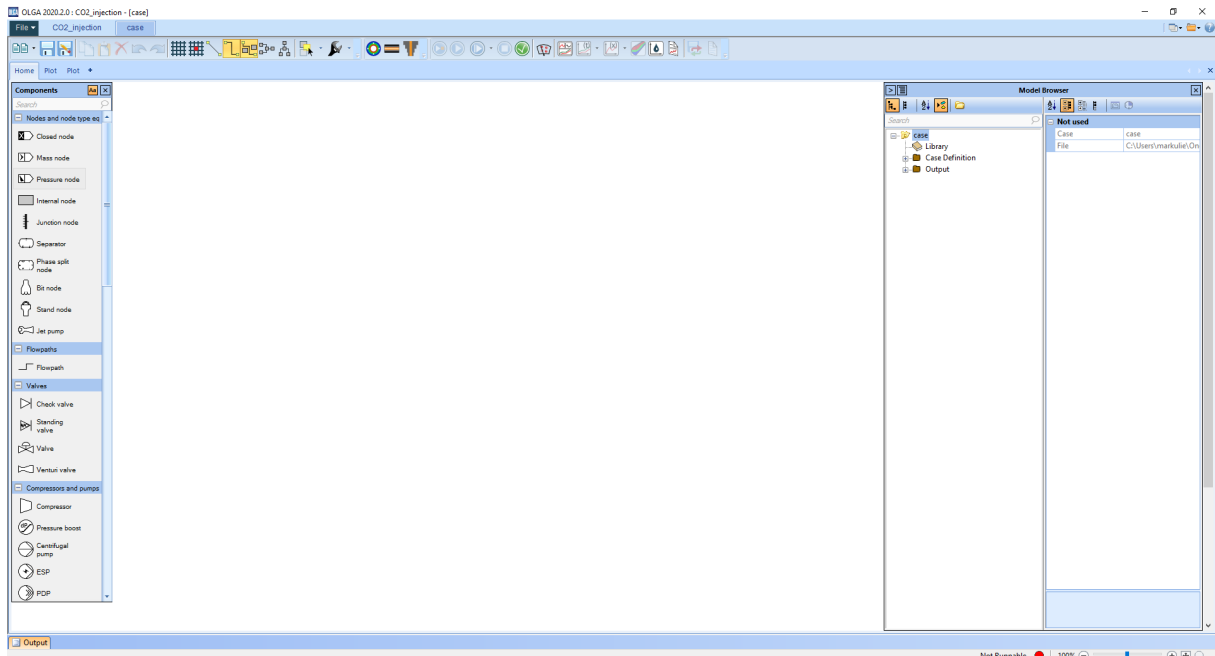 OLGA 2020.2.0 : CO2_injection - [case]
File CO2_injection case
Home Plot Plot +
Components Aa
Search
Nodes and node type eq
Closed node
Mass node
Pressure node
Internal node
Junction node
Separator
Phase split
node
Bit node
Stand node
Jet pump
Flowpaths
Flowpath
Valves
Check valve
Standing
valve
Valve
Venturi valve
Compressors and pumps
Compressor
Pressure boost
Centrifugal
pump
ESP
PDP
Model Browser
Search
case
Library
Case Definition
Output
Not used
Case case
File C:\Users\markulie\On
Output
Not Runnable 100%